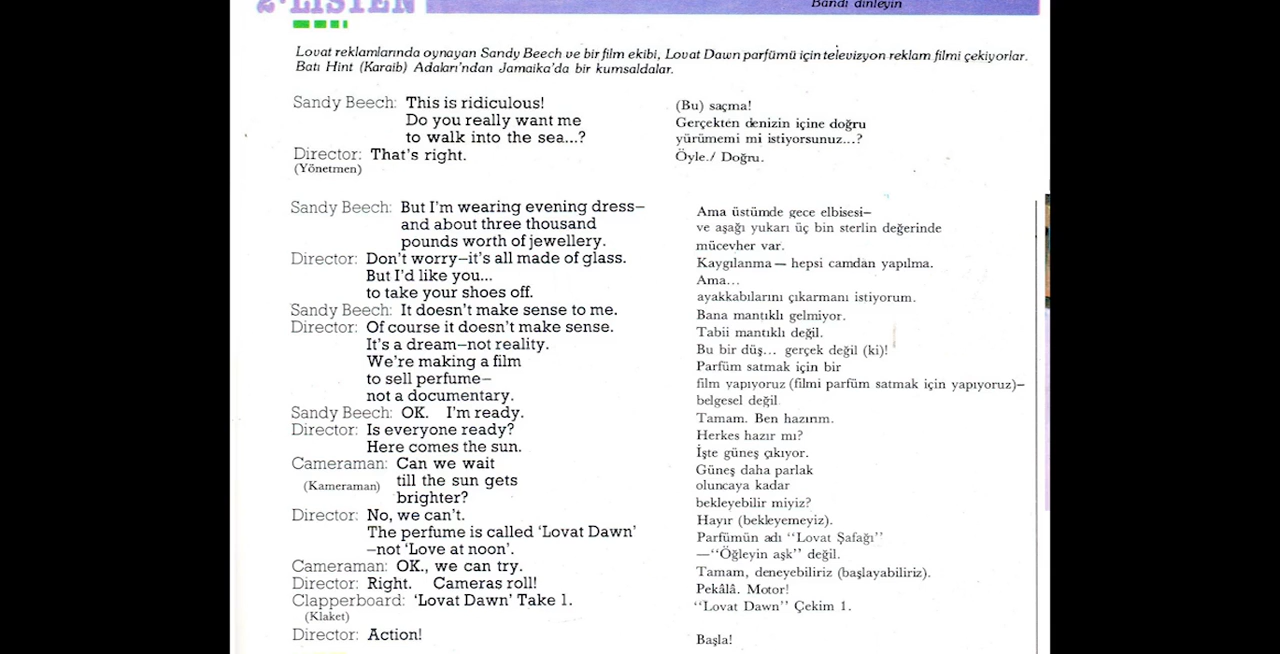 2-LISTEN
Bandı dinleyin
Lovat reklamlarında oynayan Sandy Beech ve bir film ekibi, Lovat Dawn parfümü için televizyon reklam filmi çekiyorlar.
Batı Hint (Karaib) Adaları'ndan Jamaika'da bir kumsaldalar.
Sandy Beech: This is ridiculous!
Do you really want me
to walk into the sea...?
Director: That's right.
(Yönetmen)
(Bu) saçma!
Gerçekten denizin içine doğru
yürümemi mi istiyorsunuz...?
Öyle./ Doğru.
Sandy Beech: But I'm wearing evening dress–
and about three thousand
pounds worth of jewellery.
Director: Don't worry–it's all made of glass.
But I'd like you...
to take your shoes off.
Sandy Beech: It doesn't make sense to me.
Director: Of course it doesn't make sense.
It's a dream–not reality.
We're making a film
to sell perfume–
not a documentary.
Sandy Beech: OK. I'm ready.
Director: Is everyone ready?
Here comes the sun.
Cameraman: Can we wait
(Kameraman) till the sun gets
brighter?
Director: No, we can't.
The perfume is called 'Lovat Dawn'
–not 'Love at noon'.
Cameraman: OK., we can try.
Director: Right. Cameras roll!
Clapperboard: 'Lovat Dawn' Take 1.
(Klaket)
Director: Action!
Ama üstümde gece elbisesi–
ve aşağı yukarı üç bin sterlin değerinde
mücevher var.
Kaygılanma — hepsi camdan yapılma.
Ama...
ayakkabılarını çıkarmanı istiyorum.
Bana mantıklı gelmiyor.
Tabii mantıklı değil.
Bu bir düş... gerçek değil (ki)!
Parfüm satmak için bir
film yapıyoruz (filmi parfüm satmak için yapıyoruz)–
belgesel değil.
Tamam. Ben hazırım.
Herkes hazır mı?
İşte güneş çıkıyor.
Güneş daha parlak
oluncaya kadar
bekleyebilir miyiz?
Hayır (bekleyemeyiz).
Parfümün adı "Lovat Şafağı"
—"Öğleyin aşk" değil.
Tamam, deneyebiliriz (başlayabiliriz).
Pekâlâ. Motor!
"Lovat Dawn" Çekim 1.
Başla!